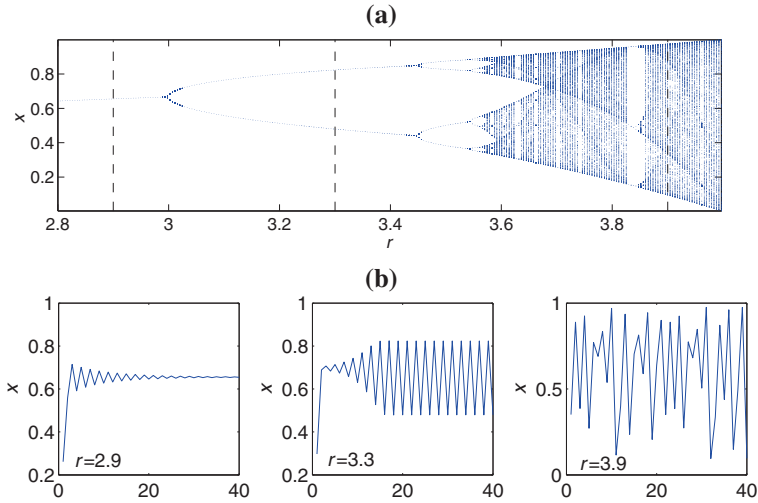 (a)
0.8
0.6
0.4
0.2
x
2.8 3 3.2 3.4 3.6 3.8
r
(b)
1 1 1
0.8 0.8
x 0.6 x 0.6 x 0.5
0.4 0.4
r=2.9 r=3.3 r=3.9
0.2 0.2 0
0 20 40 0 20 40 0 20 40